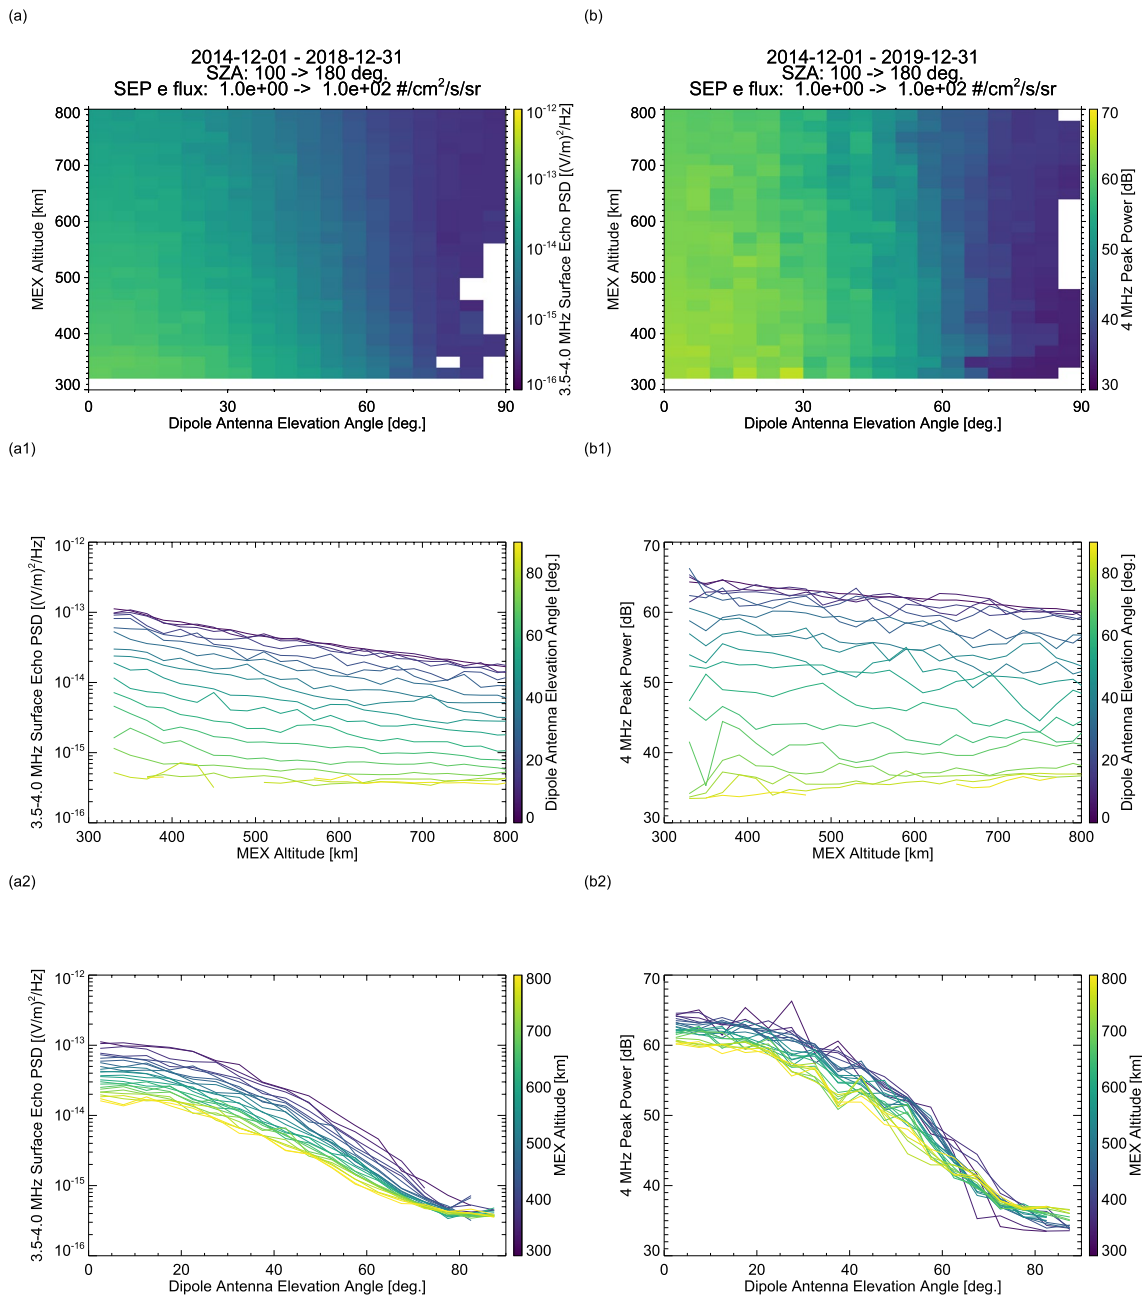 (a)
2014-12-01 - 2018-12-31
SZA: 100 -> 180 deg.
SEP e flux: 1.0e+00 -> 1.0e+02 #/cm²/s/sr
800
700
600
500
400
300
MEX Altitude [km]
0 30 60 90
Dipole Antenna Elevation Angle [deg.]
10⁻¹²
10⁻¹³
10⁻¹⁴
10⁻¹⁵
10⁻¹⁶
3.5-4.0 MHz Surface Echo PSD [(V/m)²/Hz]
(b)
2014-12-01 - 2019-12-31
SZA: 100 -> 180 deg.
SEP e flux: 1.0e+00 -> 1.0e+02 #/cm²/s/sr
800
700
600
500
400
300
MEX Altitude [km]
0 30 60 90
Dipole Antenna Elevation Angle [deg.]
70
60
50
40
30
4 MHz Peak Power [dB]
(a1)
10⁻¹²
10⁻¹³
10⁻¹⁴
10⁻¹⁵
10⁻¹⁶
3.5-4.0 MHz Surface Echo PSD [(V/m)²/Hz]
300 400 500 600 700 800
MEX Altitude [km]
80
60
40
20
0
Dipole Antenna Elevation Angle [deg.]
(b1)
70
60
50
40
30
4 MHz Peak Power (dB]
300 400 500 600 700 800
MEX Altitude [km]
80
60
40
20
0
Dipole Antenna Elevation Angle [deg.]
(a2)
10⁻¹²
10⁻¹³
10⁻¹⁴
10⁻¹⁵
10⁻¹⁶
3.5-4.0 MHz Surface Echo PSD [(V/m)²/Hz]
0 20 40 60 80
Dipole Antenna Elevation Angle [deg.]
800
700
600
500
400
300
MEX Altitude [km]
(b2)
70
60
50
40
30
4 MHz Peak Power [dB]
0 20 40 60 80
Dipole Antenna Elevation Angle [deg.]
800
700
600
500
400
300
MEX Altitude [km]